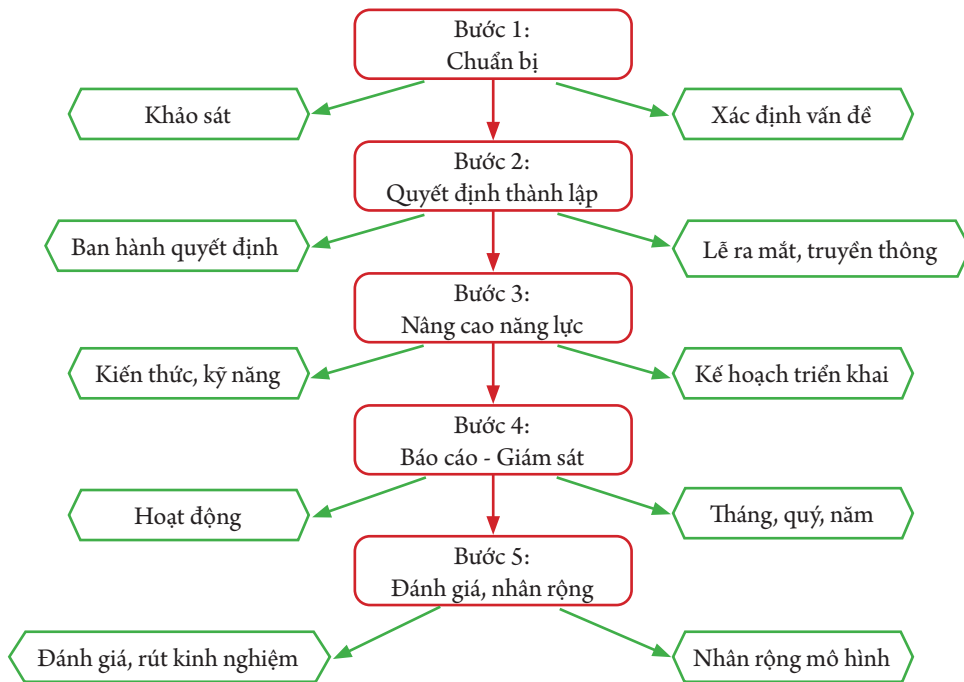 Bước 1:
Chuẩn bị
Khảo sát
Xác định vấn đề
Bước 2:
Quyết định thành lập
Ban hành quyết định
Lễ ra mắt, truyền thông
Bước 3:
Nâng cao năng lực
Kiến thức, kỹ năng
Kế hoạch triển khai
Bước 4:
Báo cáo - Giám sát
Hoạt động
Tháng, quý, năm
Bước 5:
Đánh giá, nhân rộng
Đánh giá, rút kinh nghiệm
Nhân rộng mô hình